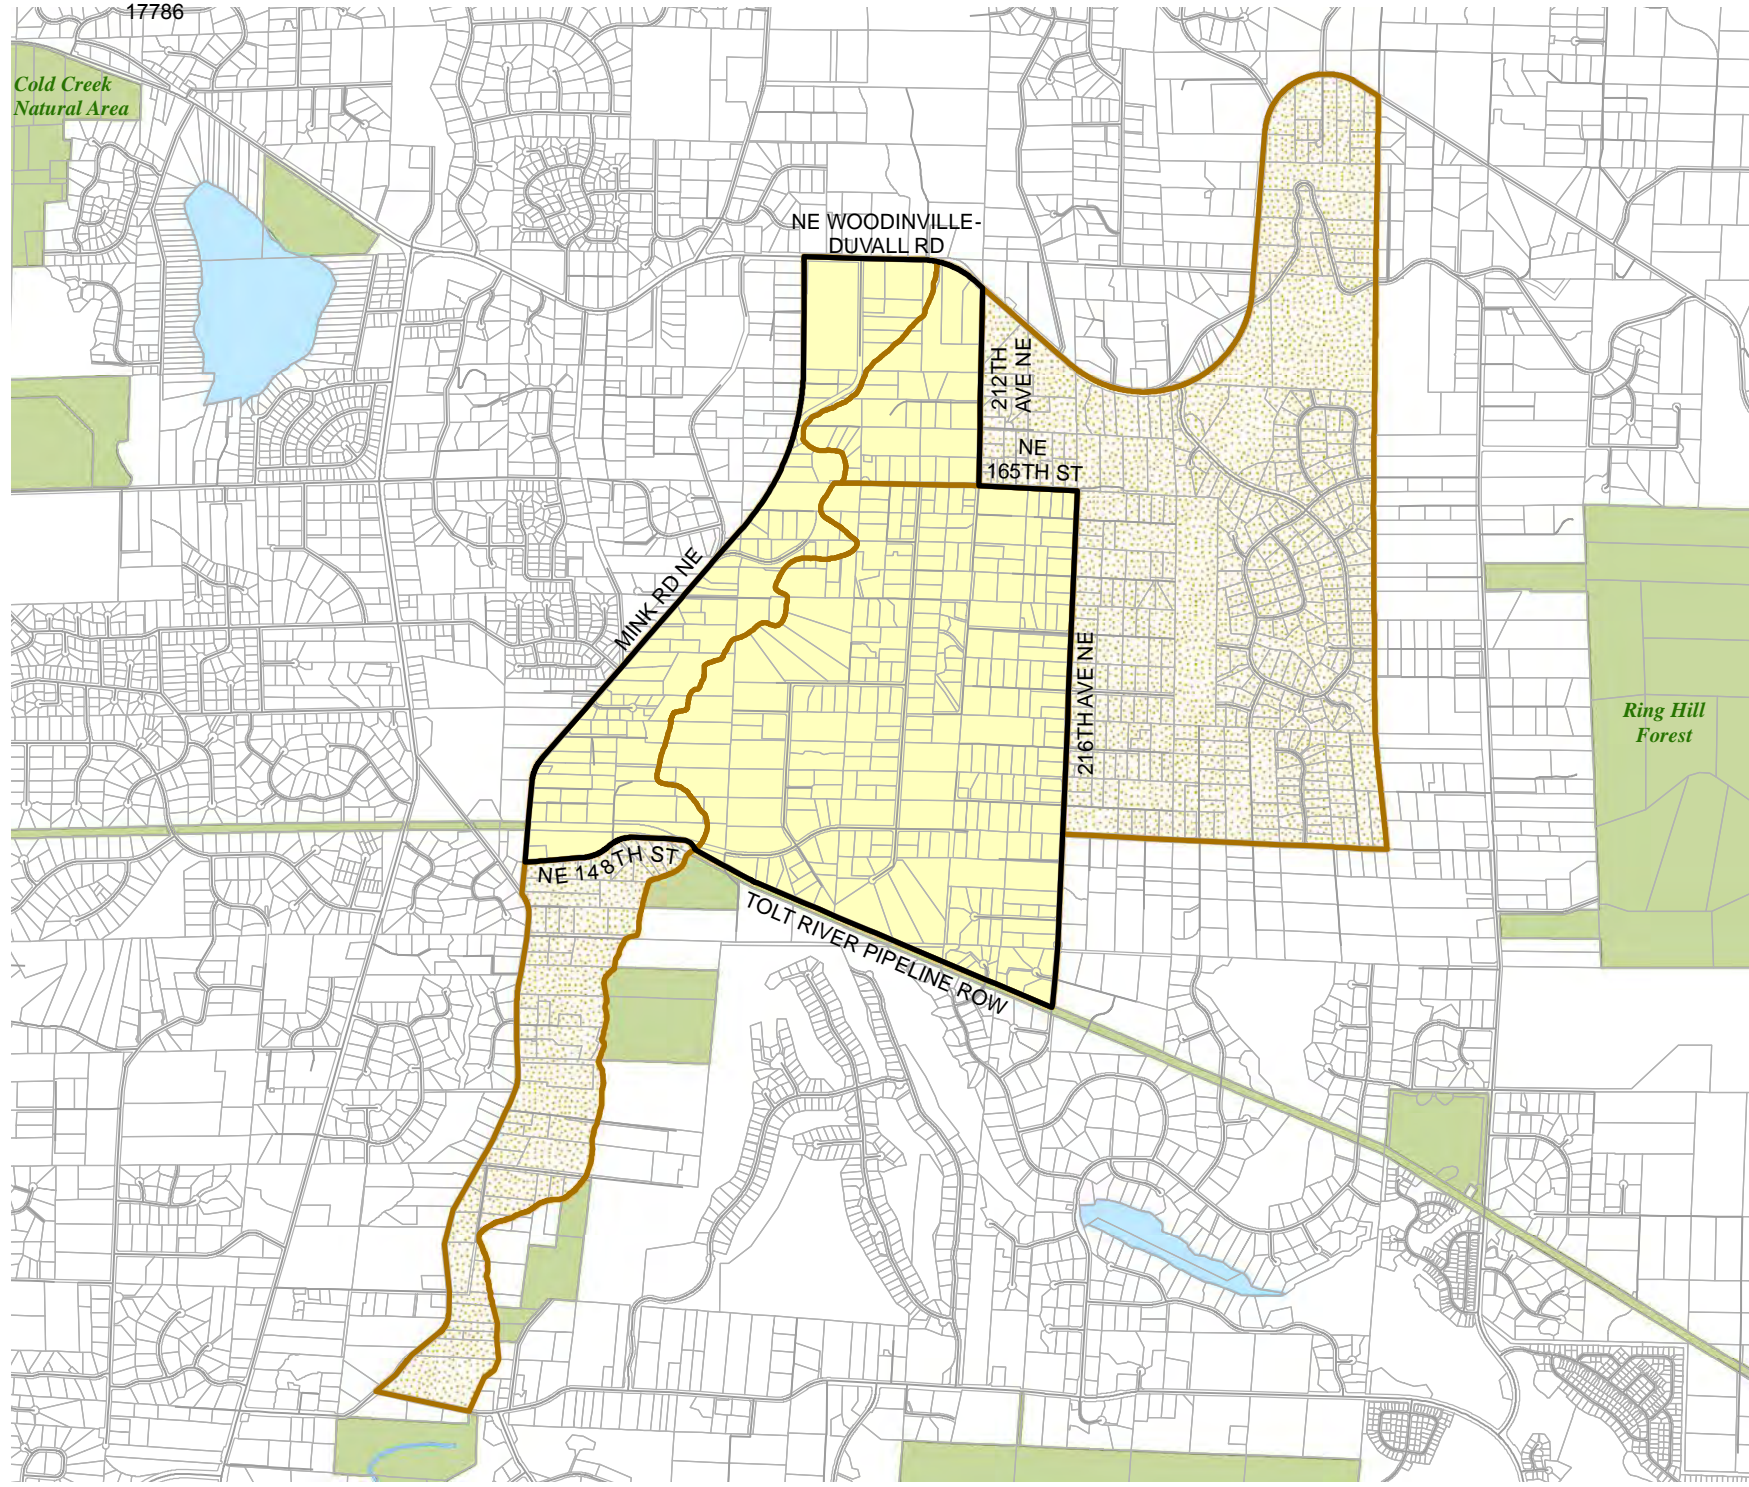 17786
Cold Creek
Natural Area
NE WOODINVILLE-
DUVALL RD
212TH
AVE NE
NE
165TH ST
MINK RD NE
216TH AVE NE
Ring Hill
Forest
NE 148TH ST
TOLT RIVER PIPELINE ROW